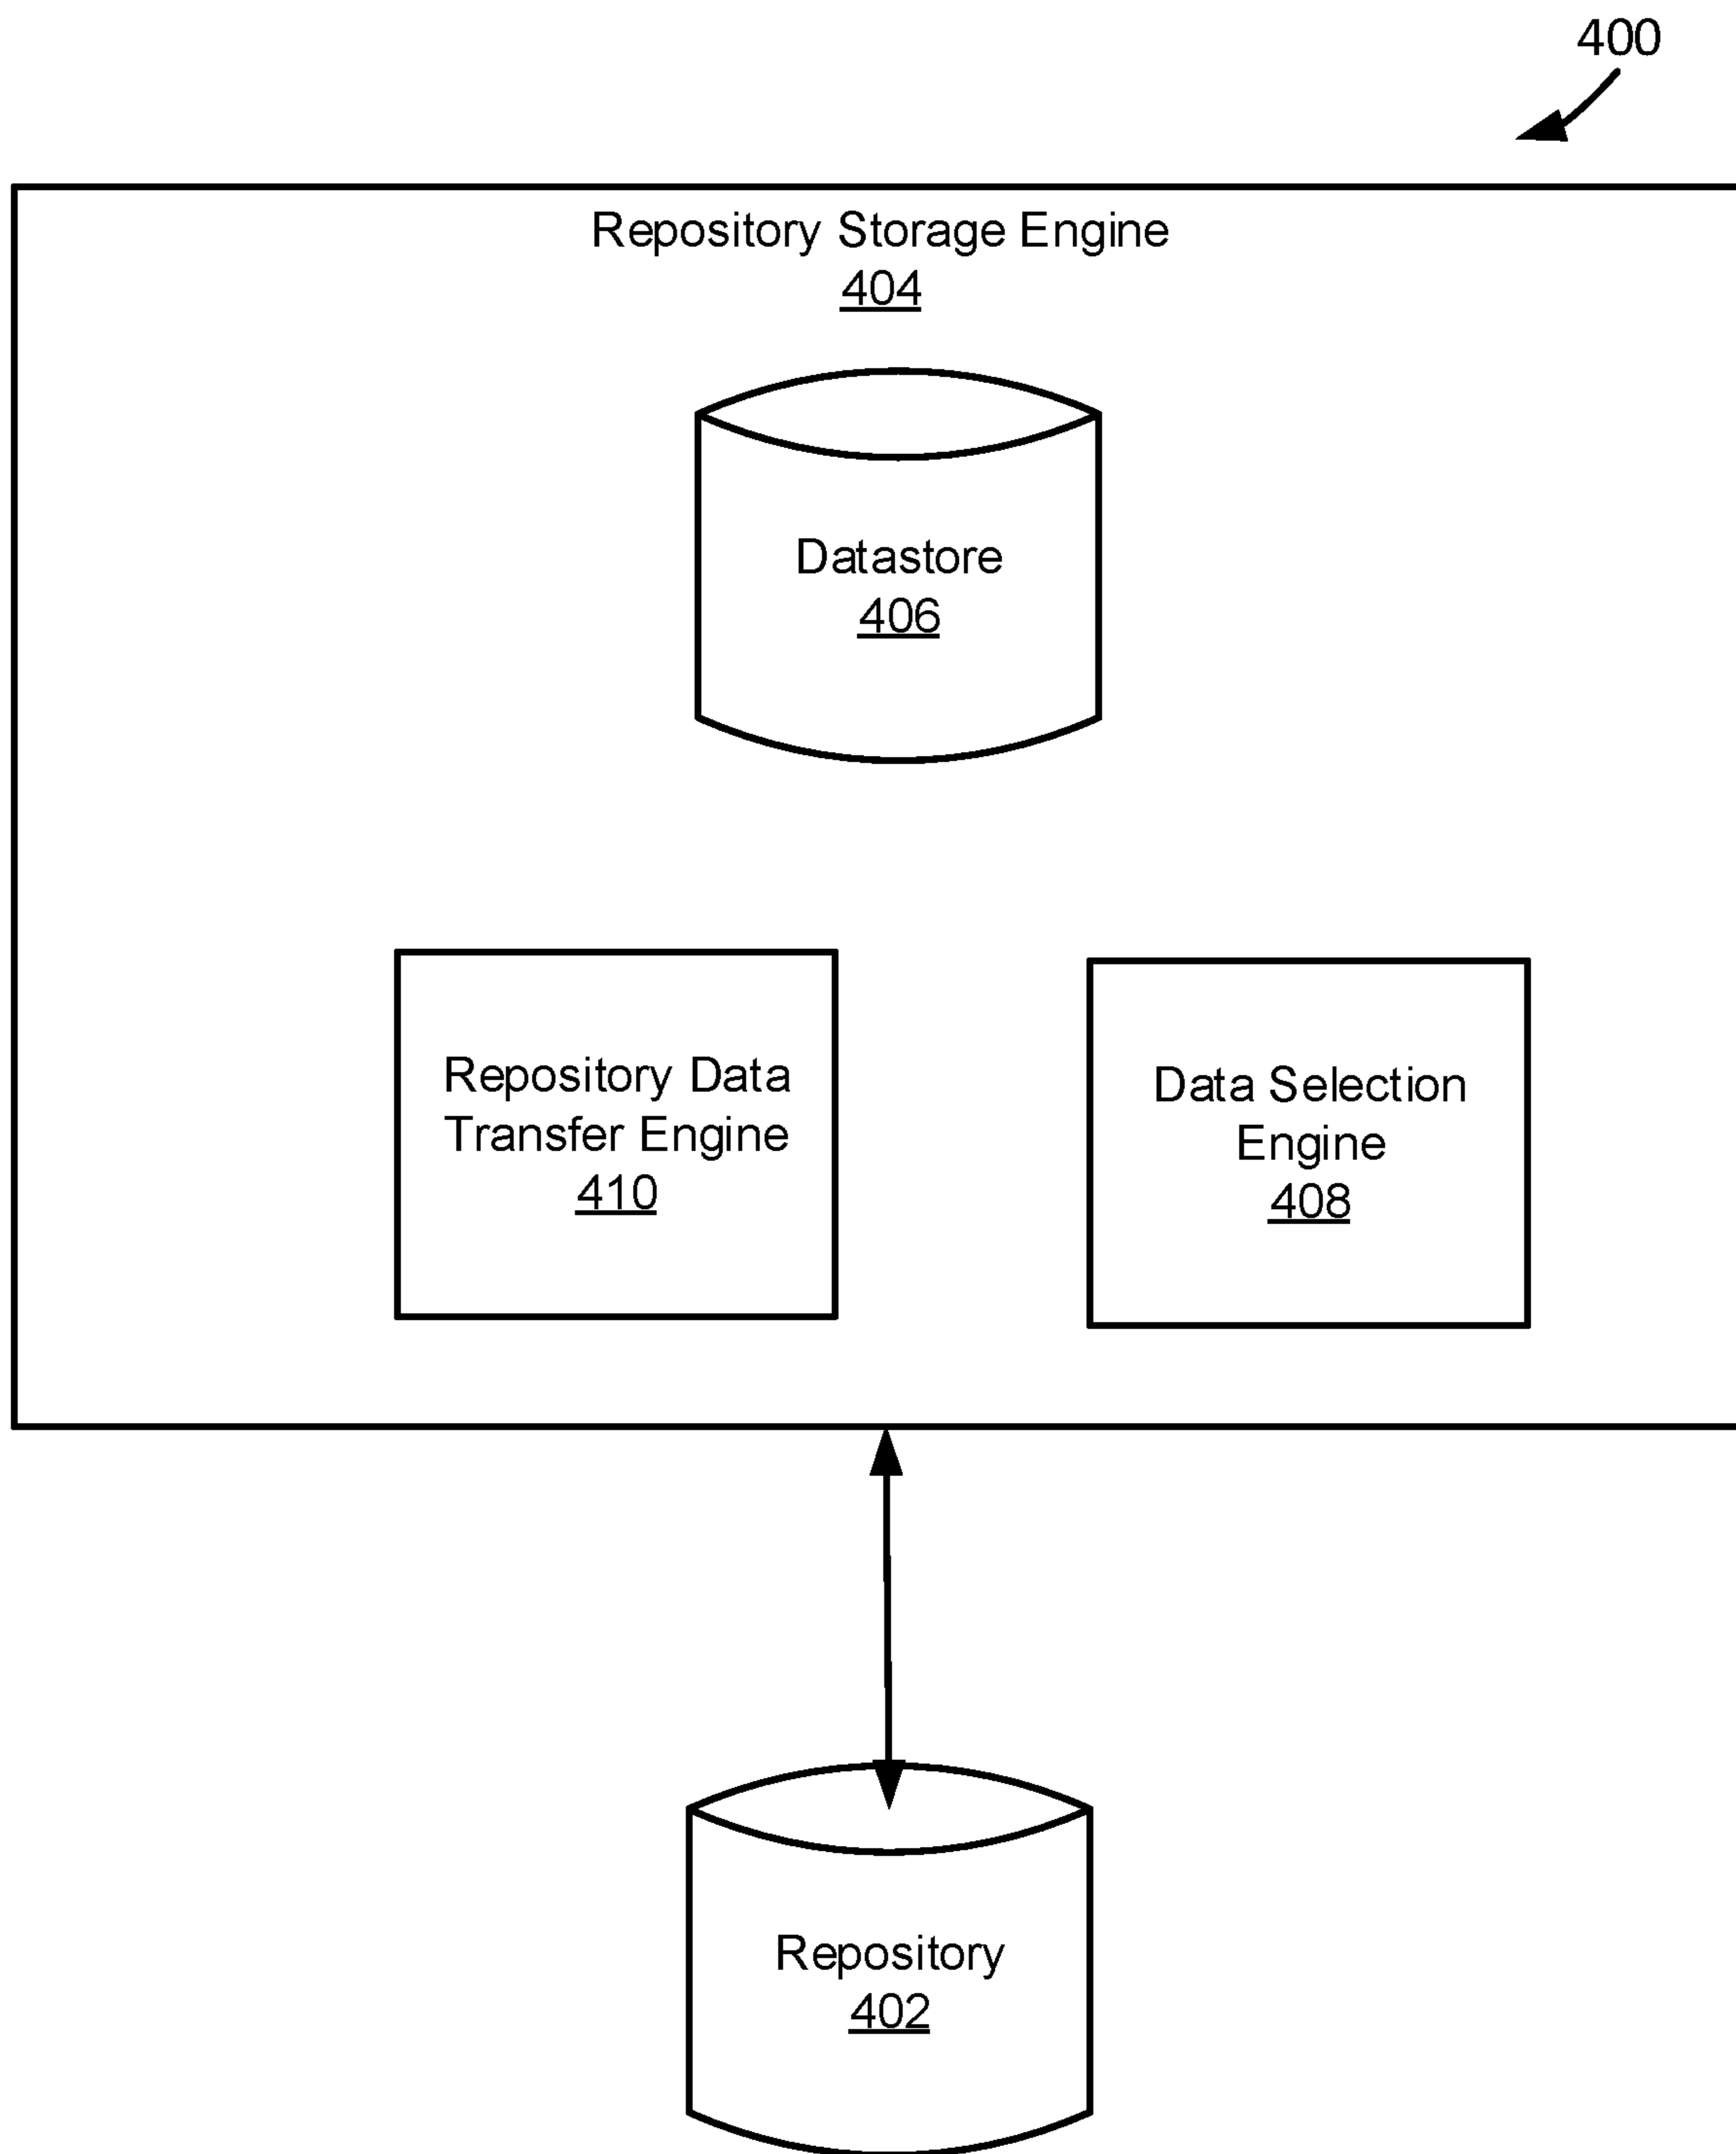 400
Repository Storage Engine
404
Datastore
406
Repository Data
Transfer Engine
410
Data Selection
Engine
408
Repository
402